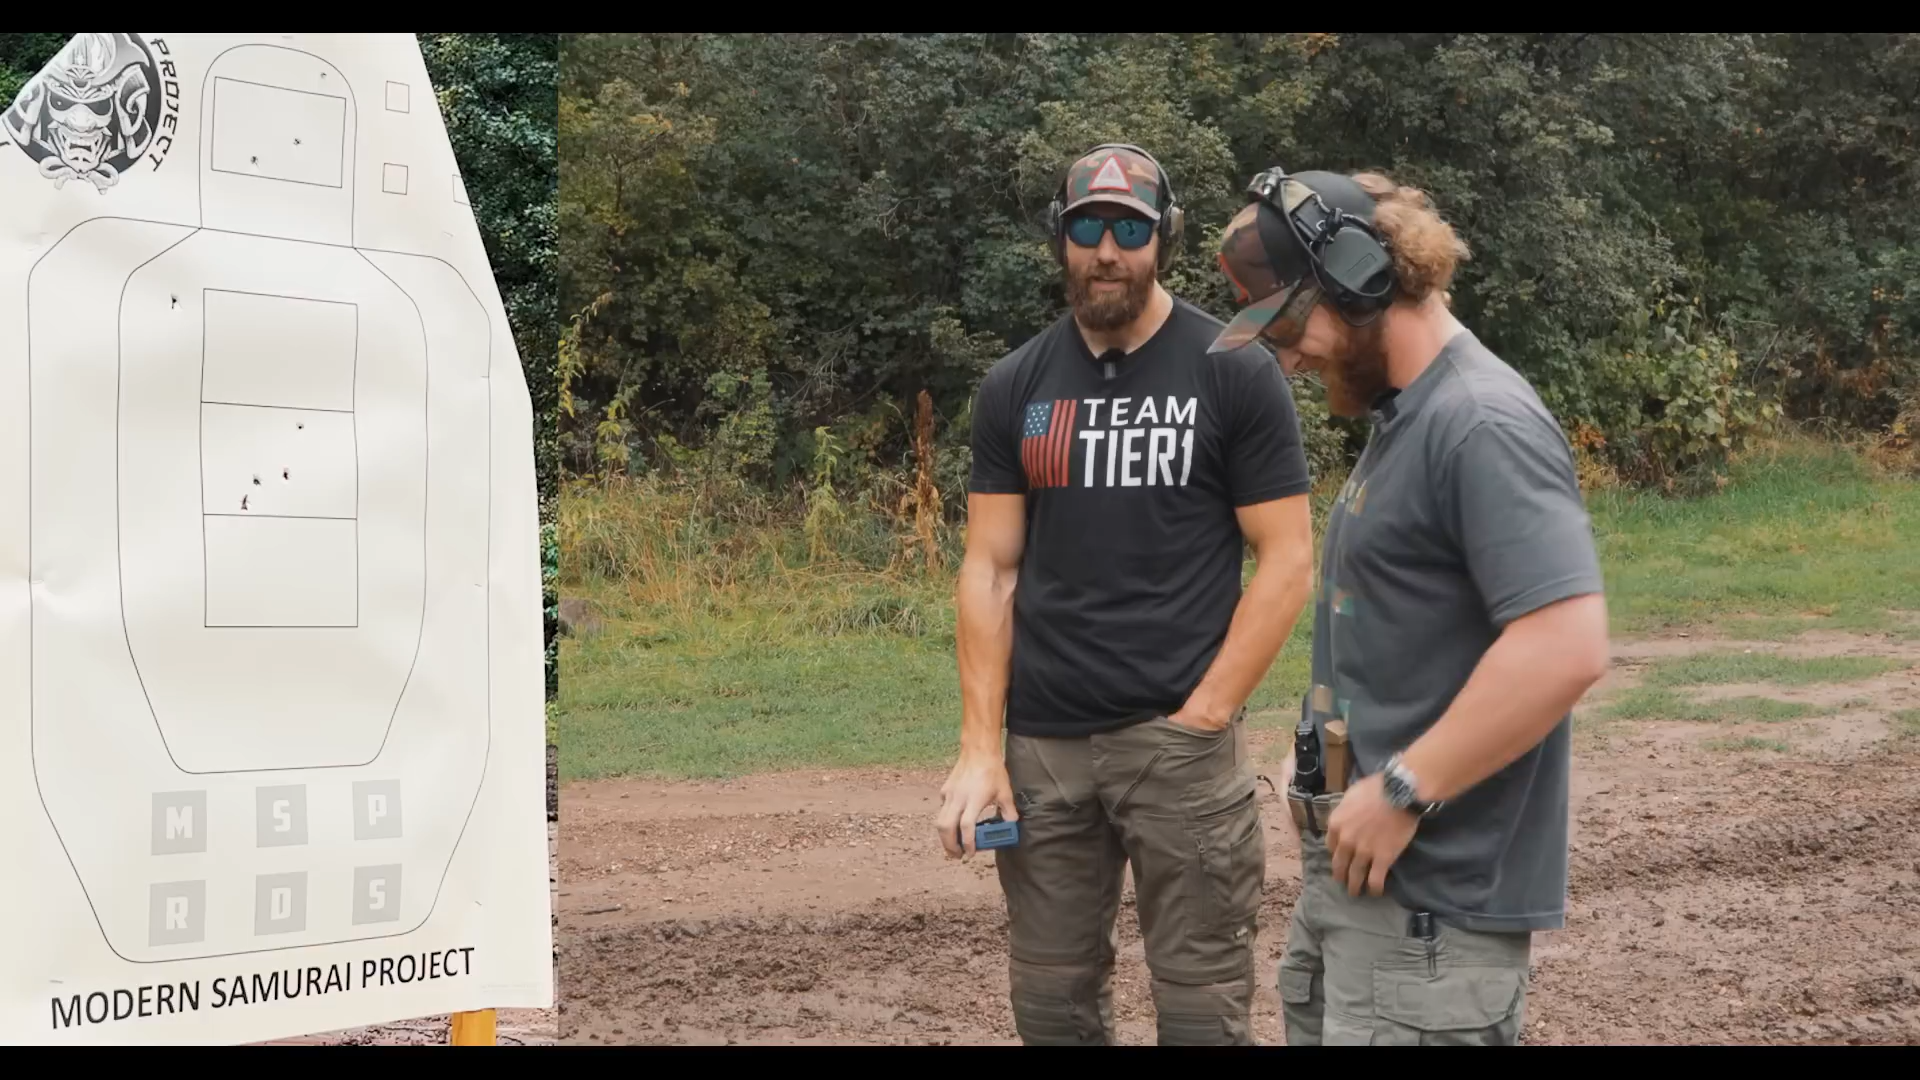 PROJECT
M S P
R D S
MODERN SAMURAI PROJECT
TEAM
TIER1